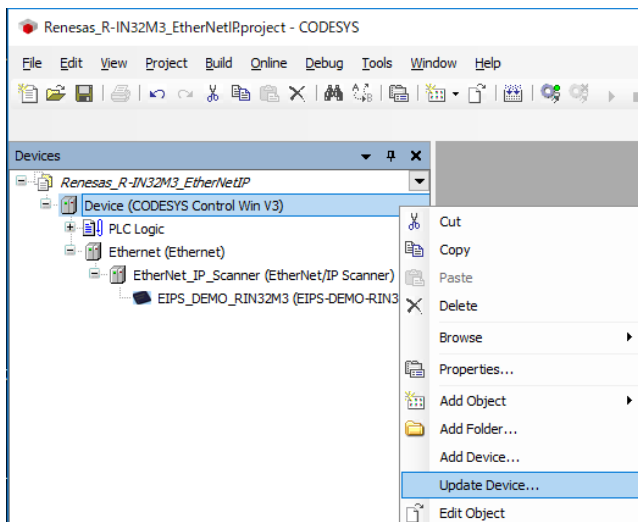 Renesas_R-IN32M3_EtherNetIP.project - CODESYS
File Edit View Project Build Online Debug Tools Window Help
Devices
Renesas_R-IN32M3_EtherNetIP
Device (CODESYS Control Win V3)
PLC Logic
Ethernet (Ethernet)
EtherNet_IP_Scanner (EtherNet/IP Scanner)
EIPS_DEMO_RIN32M3 (EIPS-DEMO-RIN3
Cut
Copy
Paste
Delete
Browse
Properties...
Add Object
Add Folder...
Add Device...
Update Device...
Edit Object